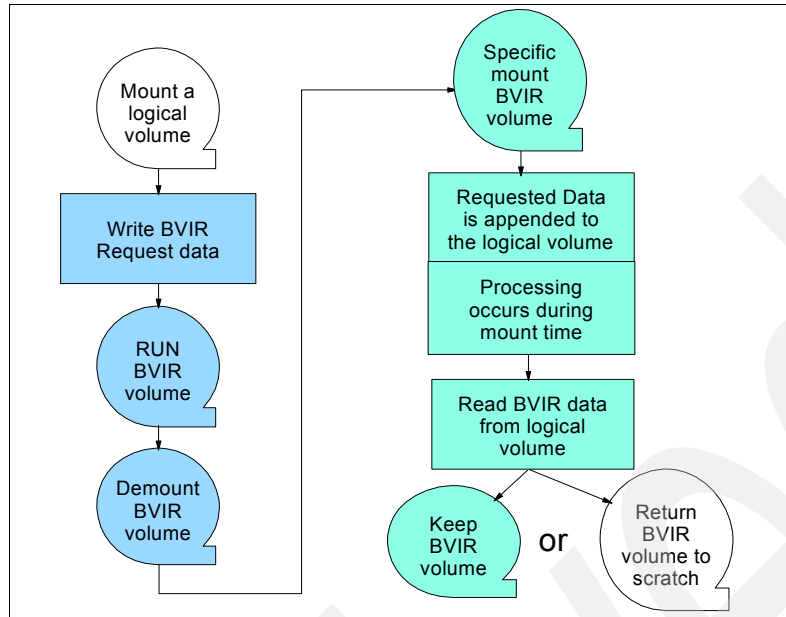 Mount a
logical
volume
Write BVIR
Request data
RUN
BVIR
volume
Demount
BVIR
volume
Specific
mount
BVIR
volume
Requested Data
is appended to
the logical volume
Processing
occurs during
mount time
Read BVIR data
from logical
volume
Keep
BVIR
volume
or
Return
BVIR
volume to
scratch